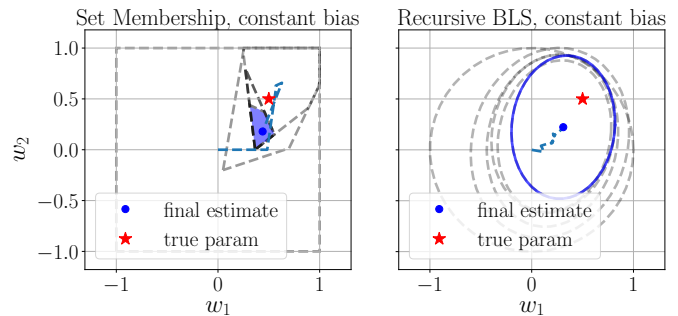 Set Membership, constant bias
1.0
0.5
0.0
−0.5
−1.0
w2
final estimate
true param
−1
0
1
w1
Recursive BLS, constant bias
final estimate
true param
−1
0
1
w1